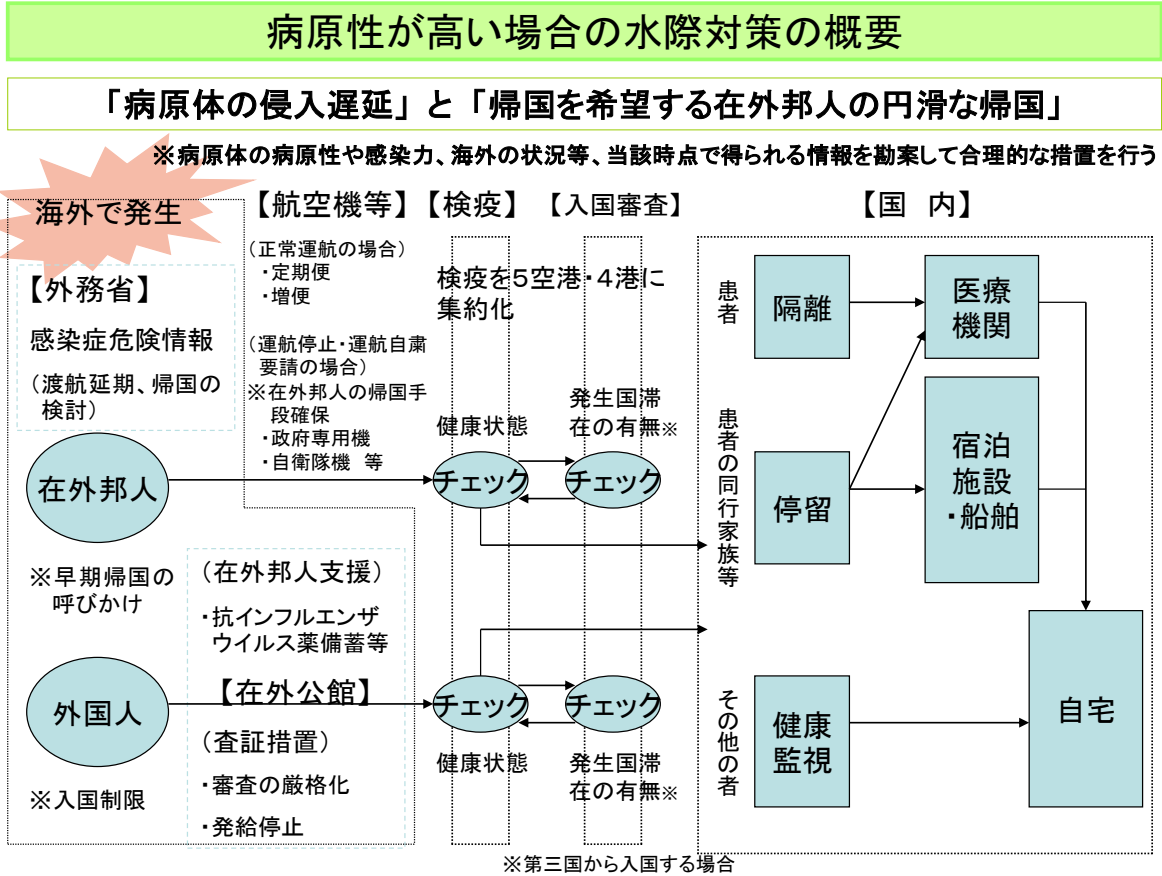 病原性が高い場合の水際対策の概要
「病原体の侵入遅延」と「帰国を希望する在外邦人の円滑な帰国」
※病原体の病原性や感染力、海外の状況等、当該時点で得られる情報を勘案して合理的な措置を行う
海外で発生
【外務省】
感染症危険情報
（渡航延期、帰国の
検討）
在外邦人
※早期帰国の
呼びかけ
外国人
※入国制限
（在外邦人支援）
・抗インフルエンザ
ウイルス薬備蓄等
【在外公館】
（査証措置）
・審査の厳格化
・発給停止
【航空機等】
（正常運航の場合）
・定期便
・増便
（運航停止・運航自粛
要請の場合）
※在外邦人の帰国手
段確保
・政府専用機
・自衛隊機　等
【検疫】
【入国審査】
検疫を５空港・４港に
集約化
健康状態
チェック
発生国滞
在の有無※
チェック
チェック
健康状態
チェック
発生国滞
在の有無※
【国　内】
患者
隔離
医療
機関
患者の同行家族等
停留
宿泊
施設
・船舶
その他の者
健康
監視
自宅
※第三国から入国する場合